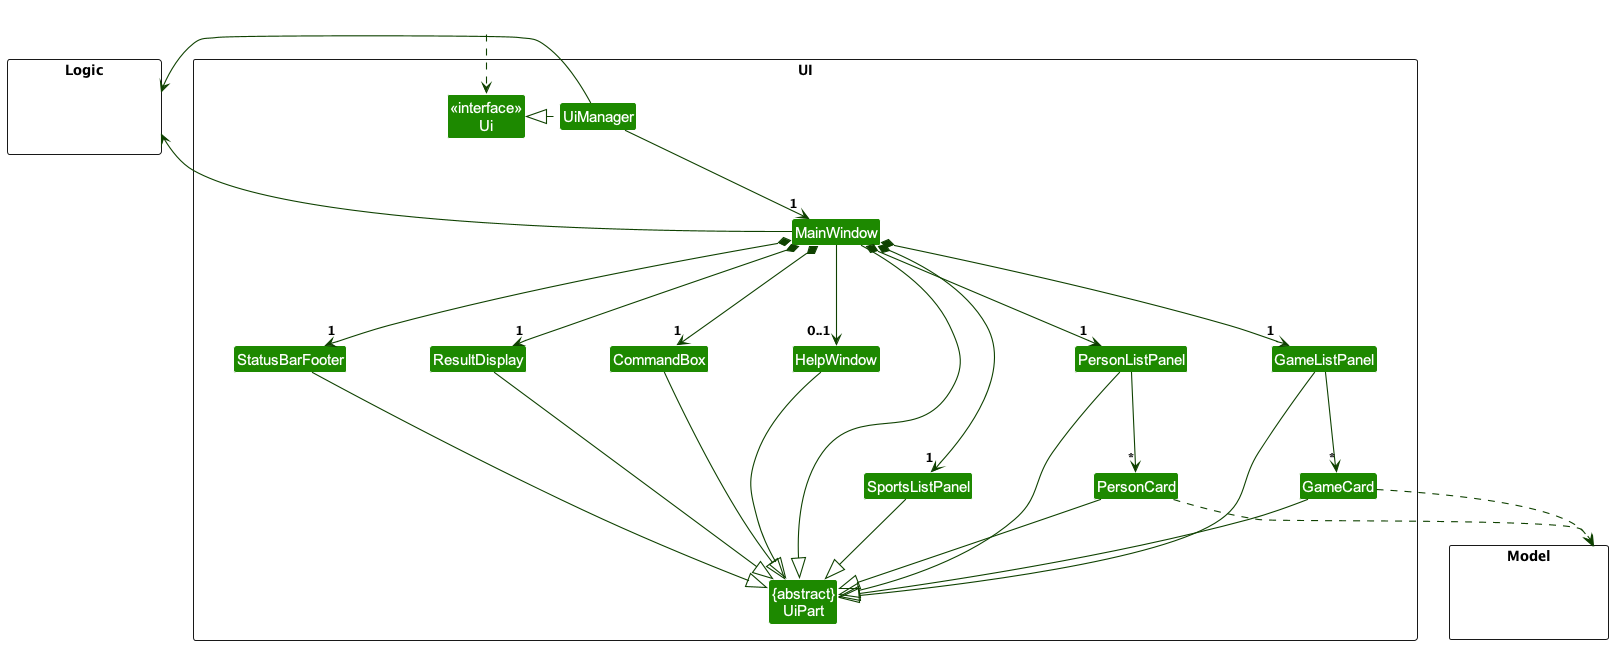 Logic
UI
«interface»
Ui
UiManager
1
MainWindow
1
1
1
0..1
1
1
StatusBarFooter
ResultDisplay
CommandBox
HelpWindow
PersonListPanel
GameListPanel
1
*
*
SportsListPanel
PersonCard
GameCard
Model
{abstract}
UiPart